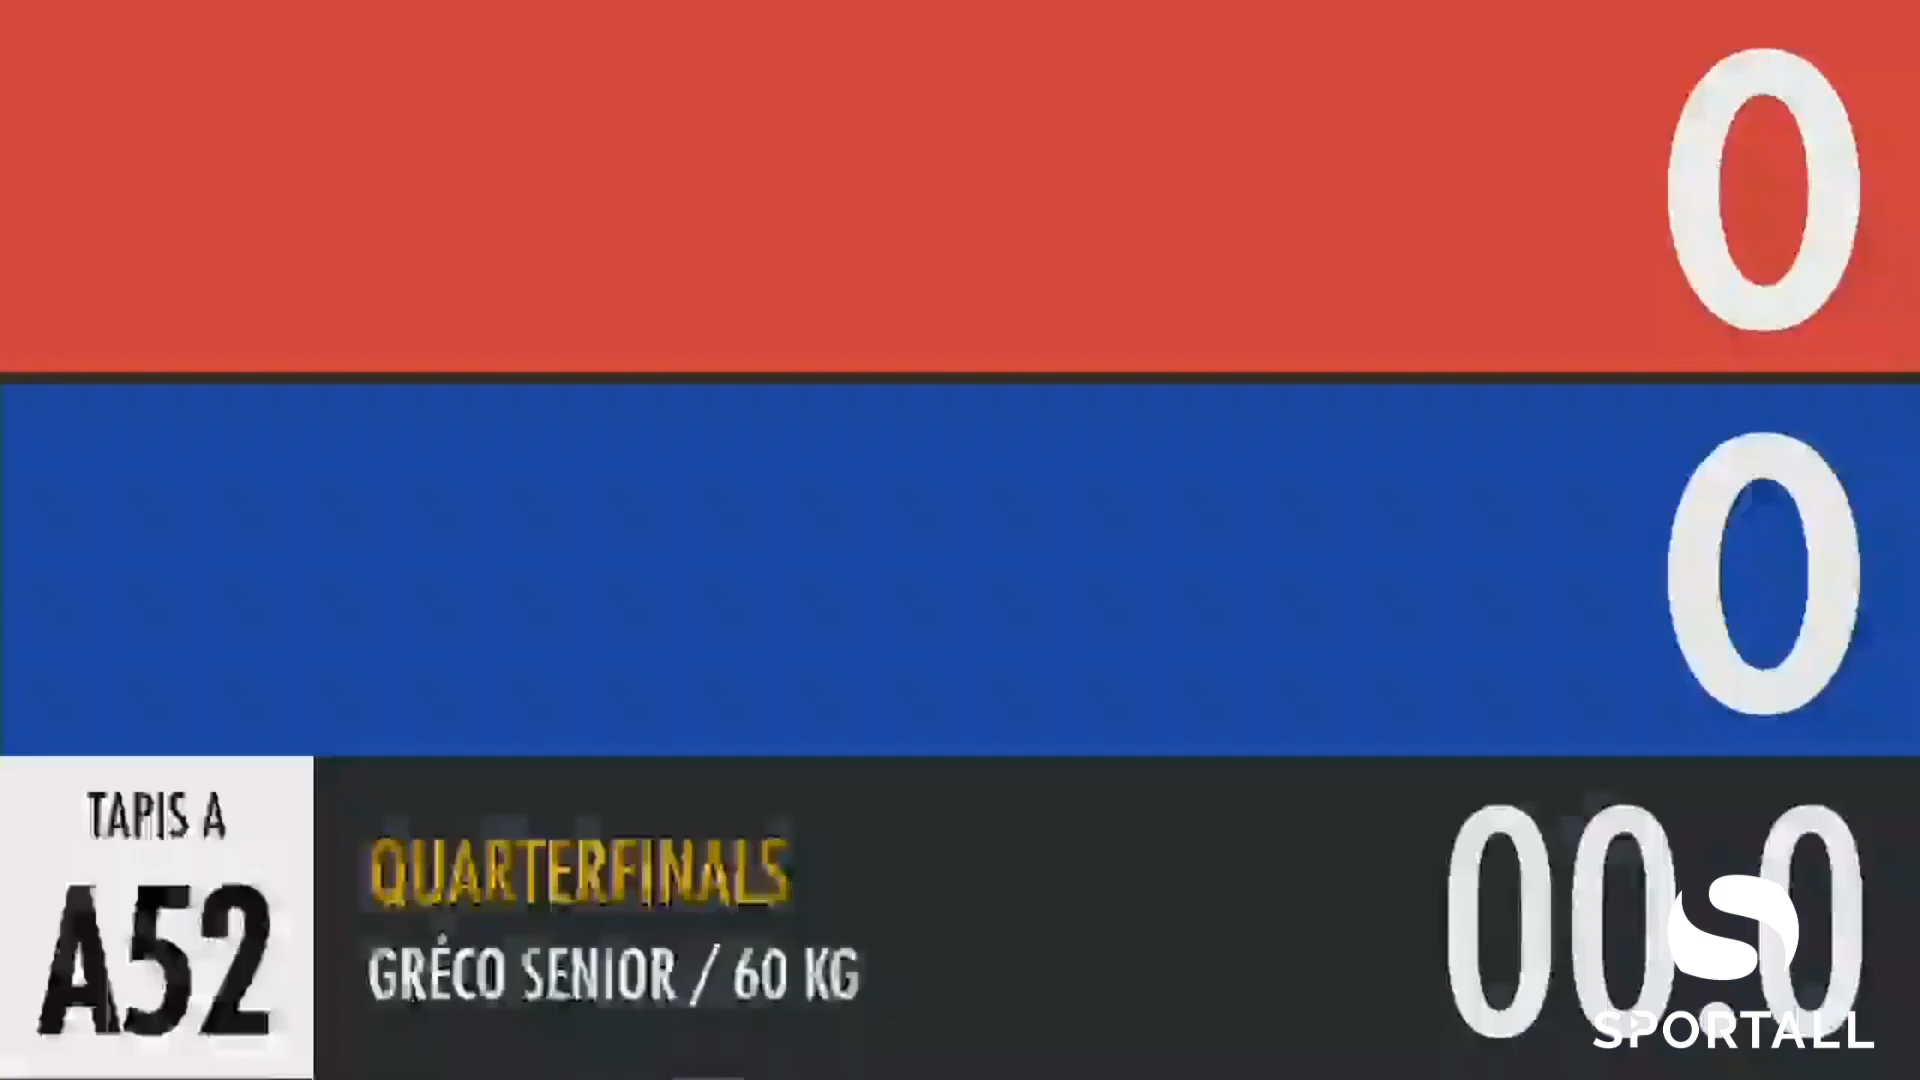 0
0
TAPIS A
A52
QUARTERFINALS
GRÉCO SENIOR / 60 KG
00.0
SPORTALL